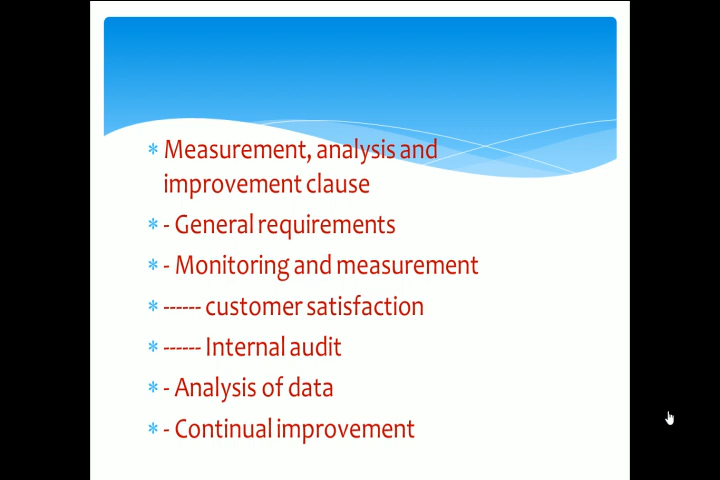 * Measurement, analysis and
improvement clause
* - General requirements
* - Monitoring and measurement
* ------ customer satisfaction
* ------ Internal audit
* - Analysis of data
* - Continual improvement